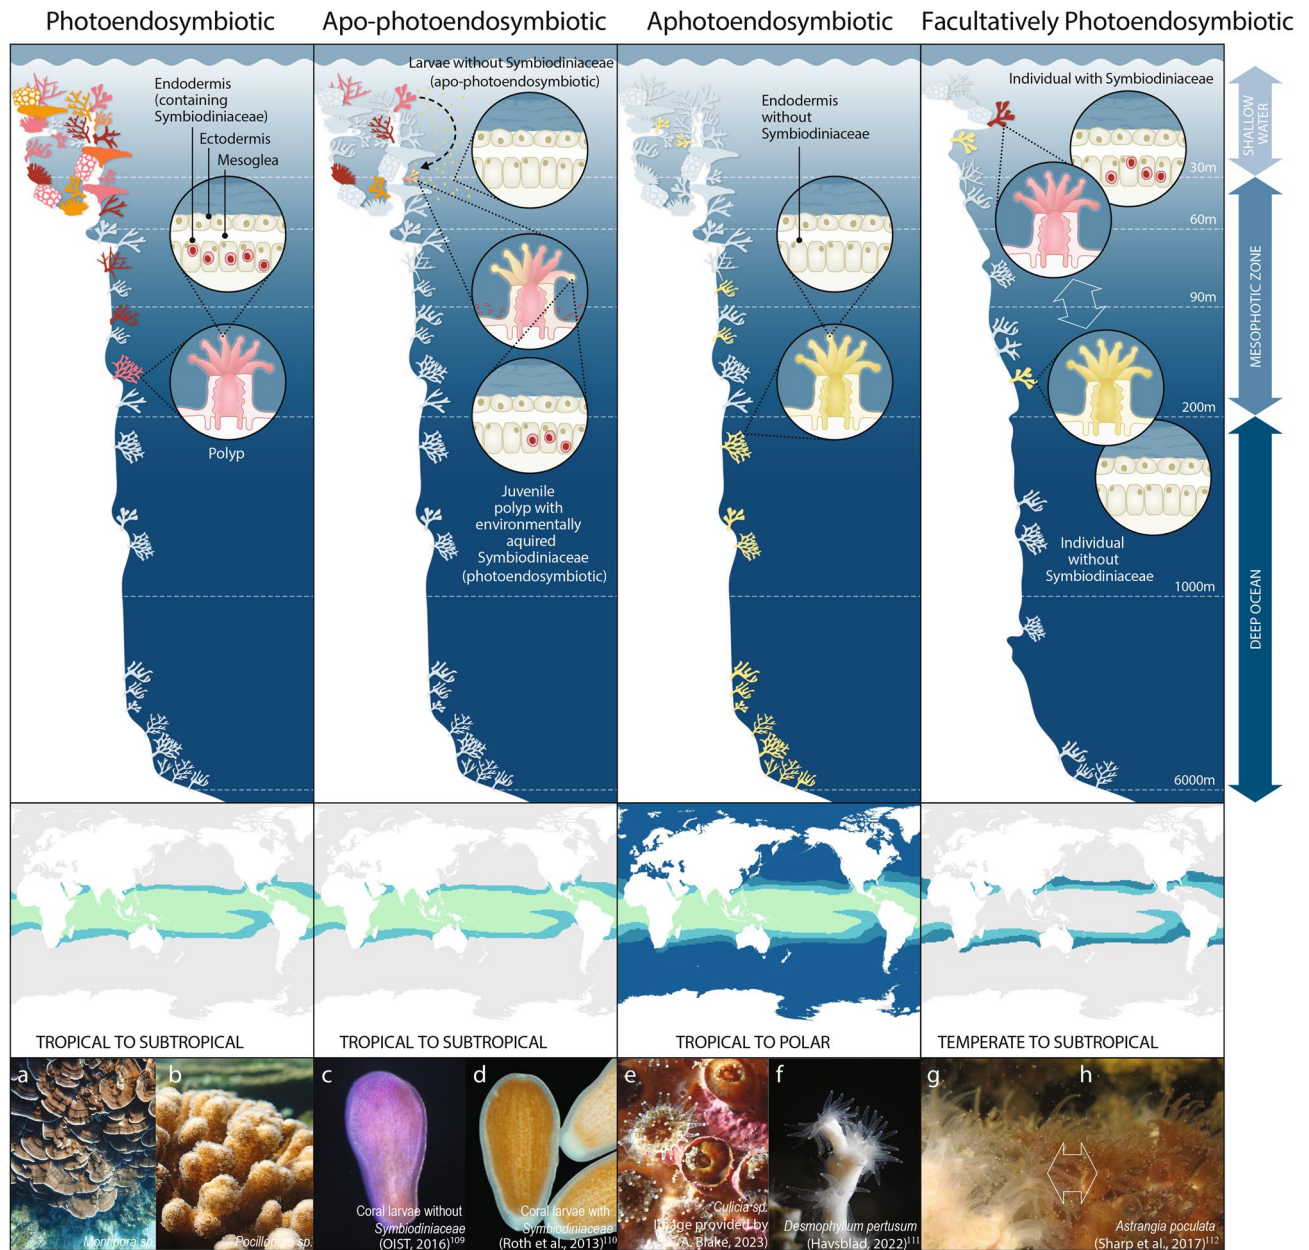 Photoendosymbiotic
Apo-photoendosymbiotic
Aphotoendosymbiotic
Facultatively Photoendosymbiotic
Endodermis
(containing
Symbiodiniaceae)
Ectodermis
Mesoglea
Polyp
Larvae without Symbiodiniaceae
(apo-photoendosymbiotic)
Juvenile
polyp with
environmentally
aquired
Symbiodiniaceae
(photoendosymbiotic)
Endodermis
without
Symbiodiniaceae
Individual with Symbiodiniaceae
30m
60m
90m
200m
Individual
without
Symbiodiniaceae
1000m
6000m
SHALLOW
WATER
MESOPHOTIC ZONE
DEEP OCEAN
TROPICAL TO SUBTROPICAL
TROPICAL TO SUBTROPICAL
TROPICAL TO POLAR
TEMPERATE TO SUBTROPICAL
a
Montipora sp.
b
Pocillopora sp.
c
Coral larvae without
Symbiodiniaceae
(OIST, 2016)109
d
Coral larvae with
Symbiodiniaceae
(Roth et al., 2013)110
e
Culicia sp.
Image provided by
(A. Blake, 2023)
f
Desmophyllum pertusum
(Havsblad, 2022)111
g
h
Astrangia poculata
(Sharp et al., 2017)112